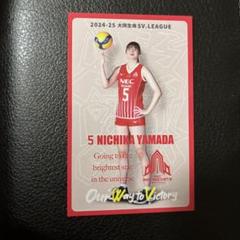 2024-25 大同生命SV.LEAGUE
NEC
5
5 NICHIKA YAMADA
Going to the
brightest star
in the universe
Our Way to Victory